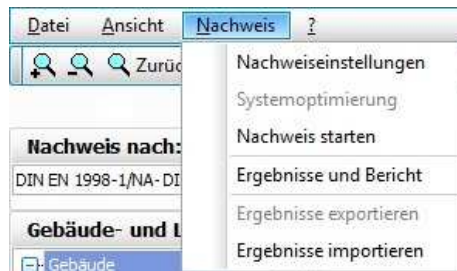 Datei Ansicht Nachweis ?
Zurüc
Nachweis nach:
DIN EN 1998-1/NA-DI
Gebäude- und L
Gebäude
Nachweiseinstellungen
Systemoptimierung
Nachweis starten
Ergebnisse und Bericht
Ergebnisse exportieren
Ergebnisse importieren